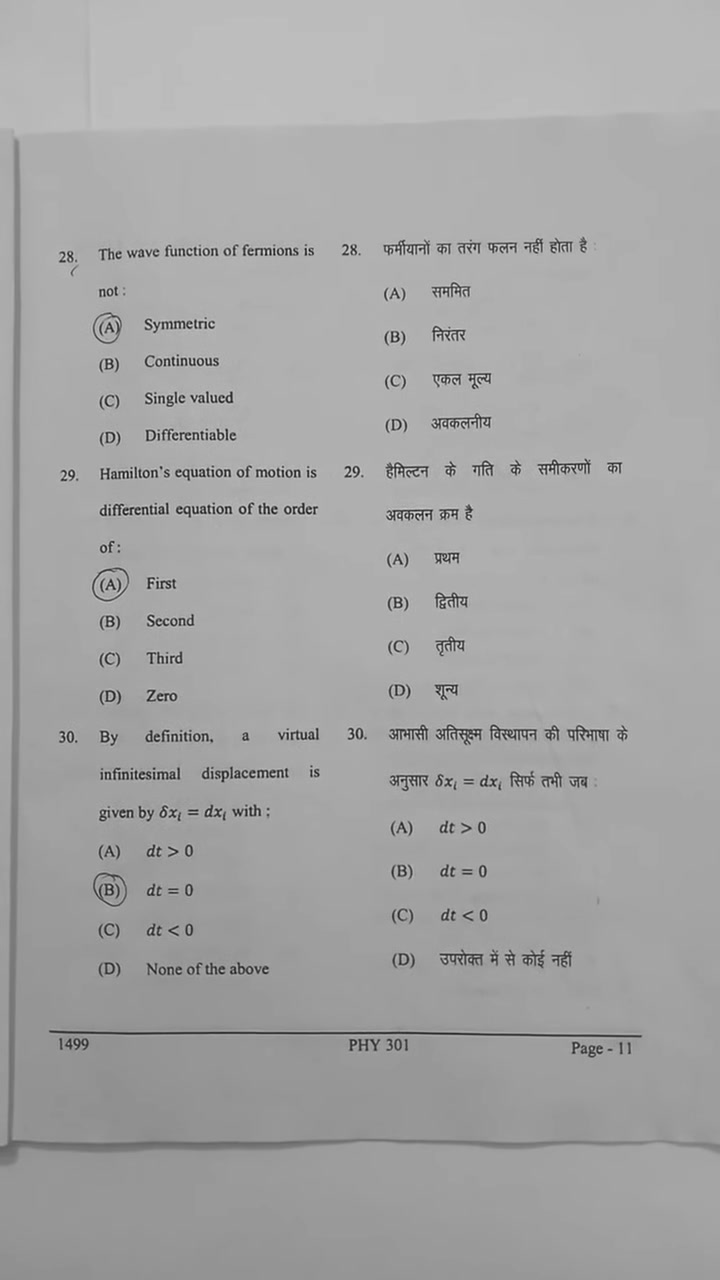 28. The wave function of fermions is
not :
(A) Symmetric
(B) Continuous
(C) Single valued
(D) Differentiable
29. Hamilton's equation of motion is
differential equation of the order
of :
(A) First
(B) Second
(C) Third
(D) Zero
30. By definition, a virtual
infinitesimal displacement is
given by δxᵢ = dxᵢ with ;
(A) dt > 0
(B) dt = 0
(C) dt < 0
(D) None of the above
28. फर्मीयानों का तरंग फलन नहीं होता है :
(A) सममित
(B) निरंतर
(C) एकल मूल्य
(D) अवकलनीय
29. हैमिल्टन के गति के समीकरणों का
अवकलन क्रम है
(A) प्रथम
(B) द्वितीय
(C) तृतीय
(D) शून्य
30. आभासी अतिसूक्ष्म विस्थापन की परिभाषा के
अनुसार δxᵢ = dxᵢ सिर्फ तभी जब :
(A) dt > 0
(B) dt = 0
(C) dt < 0
(D) उपरोक्त में से कोई नहीं
1499 PHY 301 Page - 11